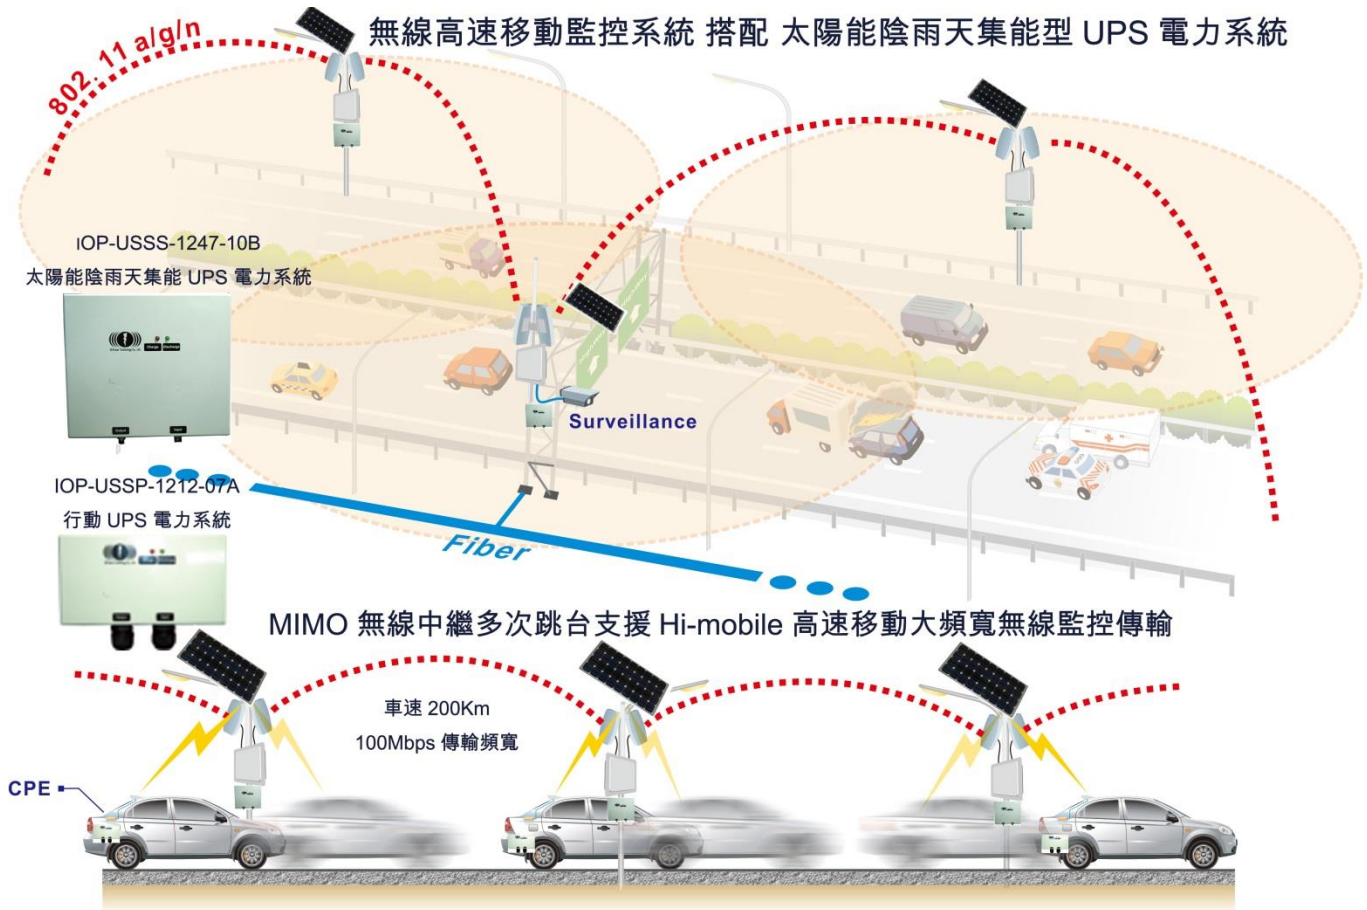 無線高速移動監控系統 搭配 太陽能陰雨天集能型 UPS 電力系統
802.11 a/g/n
iOP-USSS-1247-10B
太陽能陰雨天集能 UPS 電力系統
Surveillance
IOP-USSP-1212-07A
行動 UPS 電力系統
Fiber
MIMO 無線中繼多次跳台支援 Hi-mobile 高速移動大頻寬無線監控傳輸
車速 200Km
100Mbps 傳輸頻寬
CPE